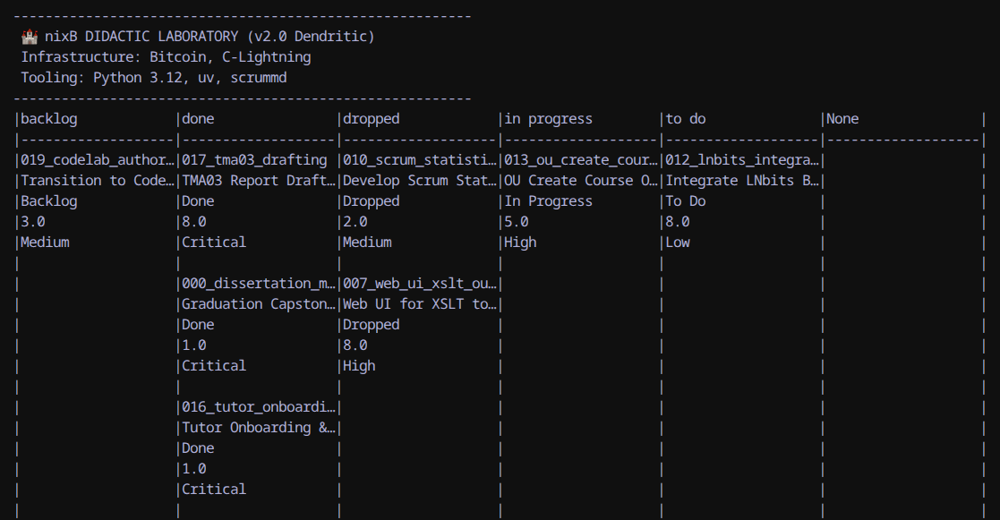 ---------------------------------------------------------
🏰 nixB DIDACTIC LABORATORY (v2.0 Dendritic)
Infrastructure: Bitcoin, C-Lightning
Tooling: Python 3.12, uv, scrummd
---------------------------------------------------------
|backlog |done |dropped |in progress |to do |None |
|-------------------|-------------------|-------------------|-------------------|-------------------|-------------------|
|019_codelab_author…|017_tma03_drafting |010_scrum_statisti…|013_ou_create_cour…|012_lnbits_integra…| |
|Transition to Code…|TMA03 Report Draft…|Develop Scrum Stat…|OU Create Course O…|Integrate LNbits B…| |
|Backlog |Done |Dropped |In Progress |To Do | |
|3.0 |8.0 |2.0 |5.0 |8.0 | |
|Medium |Critical |Medium |High |Low | |
| | | | | | |
| |000_dissertation_m…|007_web_ui_xslt_ou…| | | |
| |Graduation Capston…|Web UI for XSLT to…| | | |
| |Done |Dropped | | | |
| |1.0 |8.0 | | | |
| |Critical |High | | | |
| | | | | | |
| |016_tutor_onboardi…| | | | |
| |Tutor Onboarding &…| | | | |
| |Done | | | | |
| |1.0 | | | | |
| |Critical | | | | |
| | | | | | |